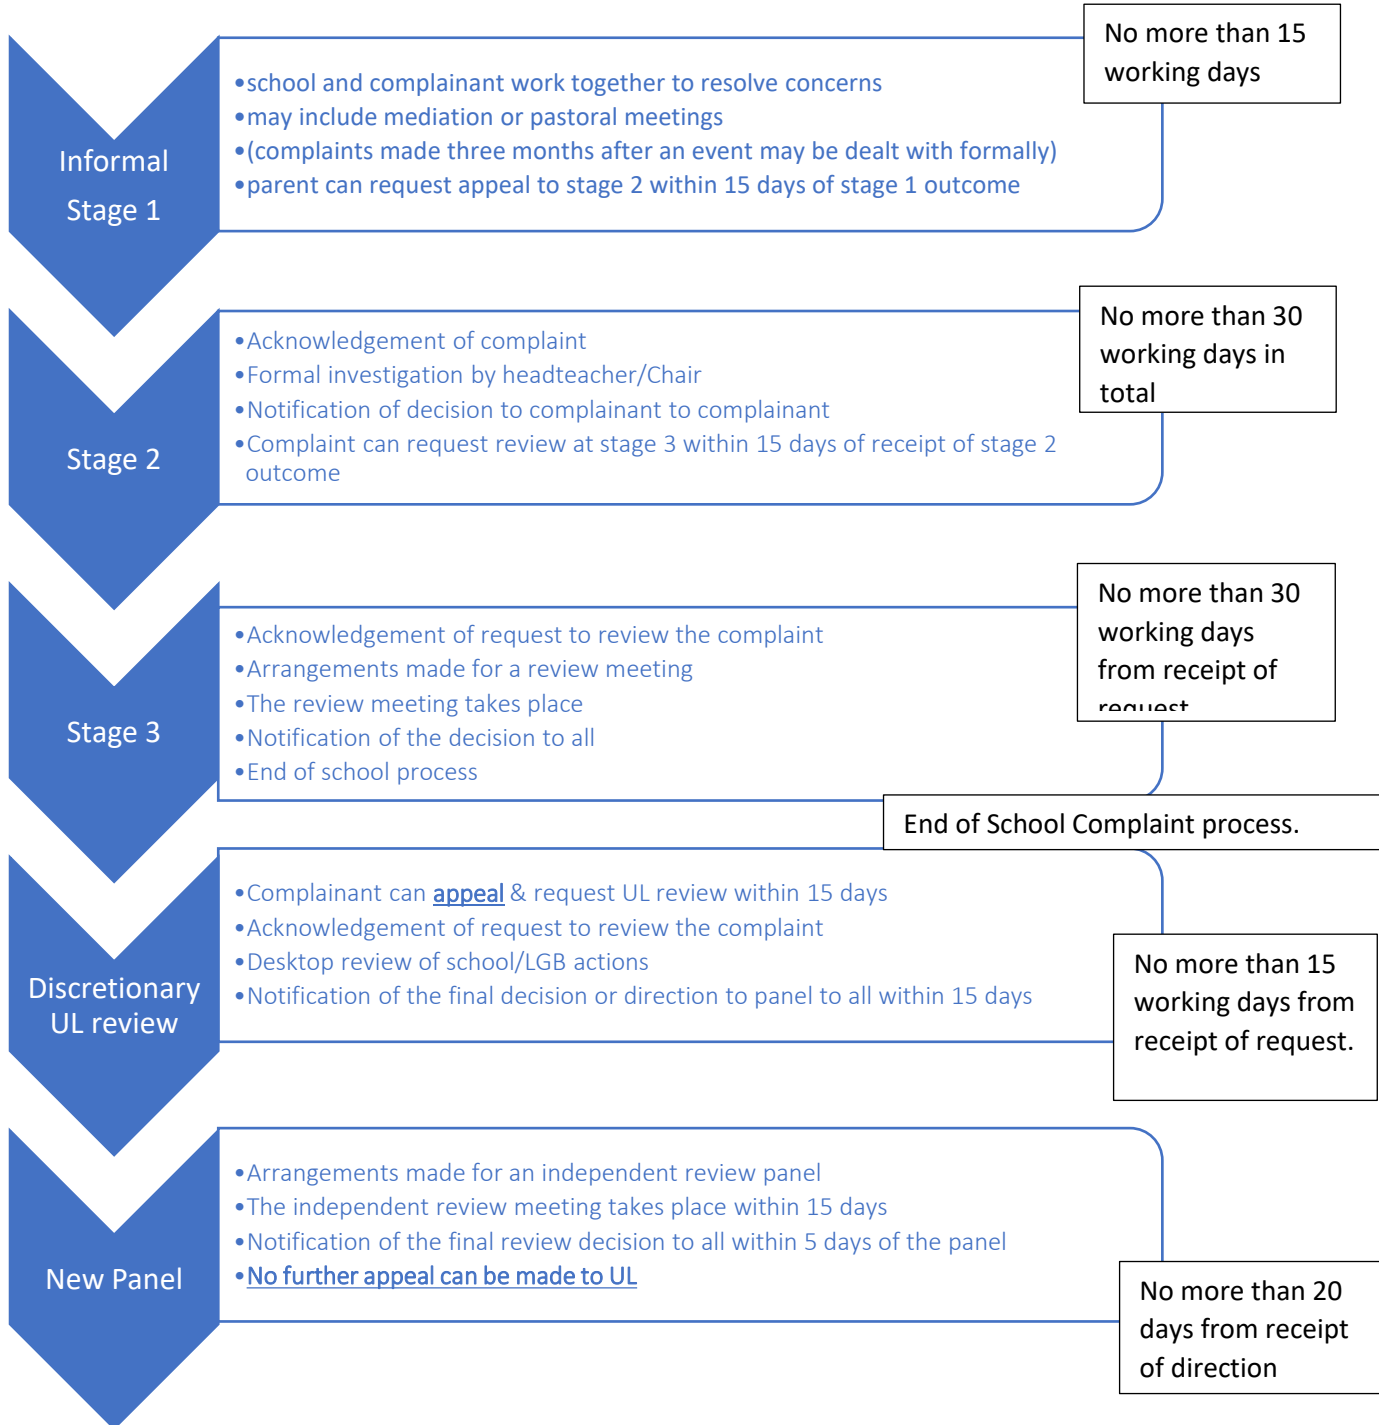 No more than 15
working days
Informal
Stage 1
•school and complainant work together to resolve concerns
•may include mediation or pastoral meetings
•(complaints made three months after an event may be dealt with formally)
•parent can request appeal to stage 2 within 15 days of stage 1 outcome
No more than 30
working days in
total
Stage 2
•Acknowledgement of complaint
•Formal investigation by headteacher/Chair
•Notification of decision to complainant to complainant
•Complaint can request review at stage 3 within 15 days of receipt of stage 2
outcome
No more than 30
working days
from receipt of
request
Stage 3
•Acknowledgement of request to review the complaint
•Arrangements made for a review meeting
•The review meeting takes place
•Notification of the decision to all
•End of school process
End of School Complaint process.
Discretionary
UL review
•Complainant can appeal & request UL review within 15 days
•Acknowledgement of request to review the complaint
•Desktop review of school/LGB actions
•Notification of the final decision or direction to panel to all within 15 days
No more than 15
working days from
receipt of request.
New Panel
•Arrangements made for an independent review panel
•The independent review meeting takes place within 15 days
•Notification of the final review decision to all within 5 days of the panel
•No further appeal can be made to UL
No more than 20
days from receipt
of direction